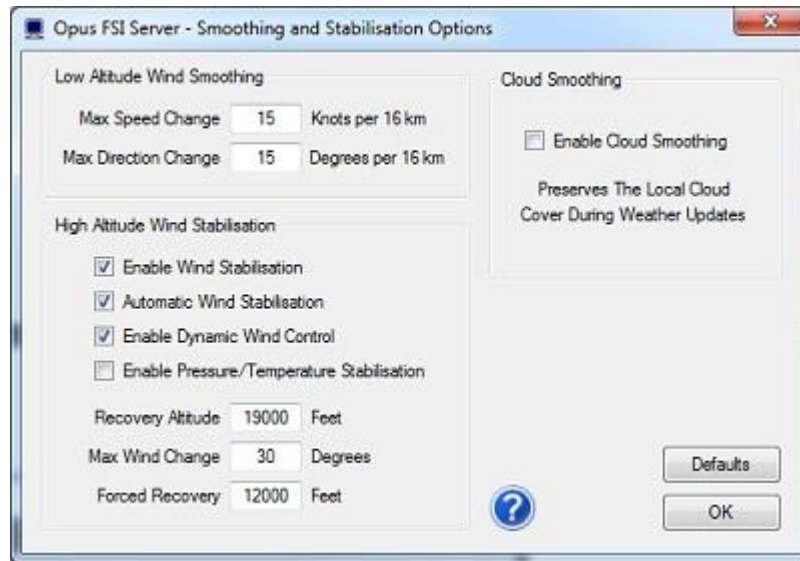 Opus FSI Server - Smoothing and Stabilisation Options
Low Altitude Wind Smoothing
Max Speed Change 15 Knots per 16 km
Max Direction Change 15 Degrees per 16 km
High Altitude Wind Stabilisation
Enable Wind Stabilisation
Automatic Wind Stabilisation
Enable Dynamic Wind Control
Enable Pressure/Temperature Stabilisation
Recovery Altitude 19000 Feet
Max Wind Change 30 Degrees
Forced Recovery 12000 Feet
Cloud Smoothing
Enable Cloud Smoothing
Preserves The Local Cloud
Cover During Weather Updates
?
Defaults
OK